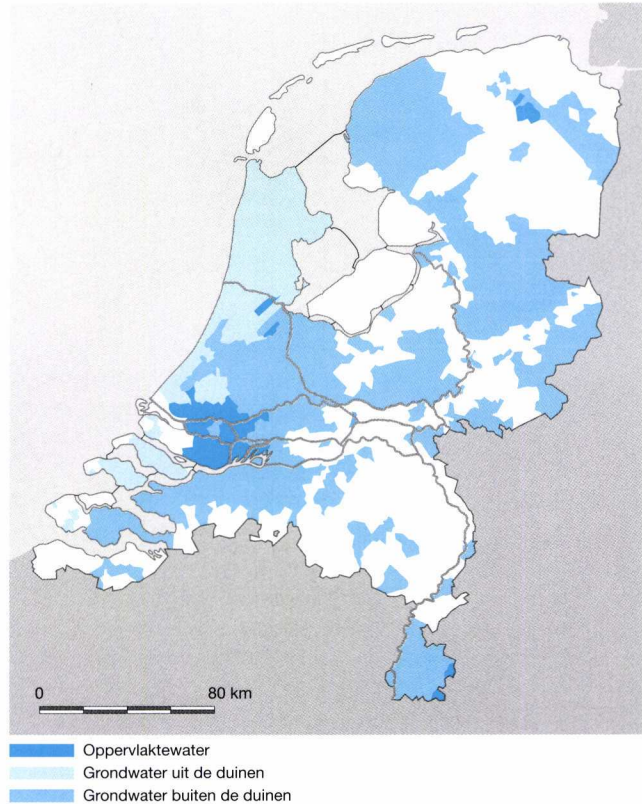 0 80 km
Oppervlaktewater
Grondwater uit de duinen
Grondwater buiten de duinen